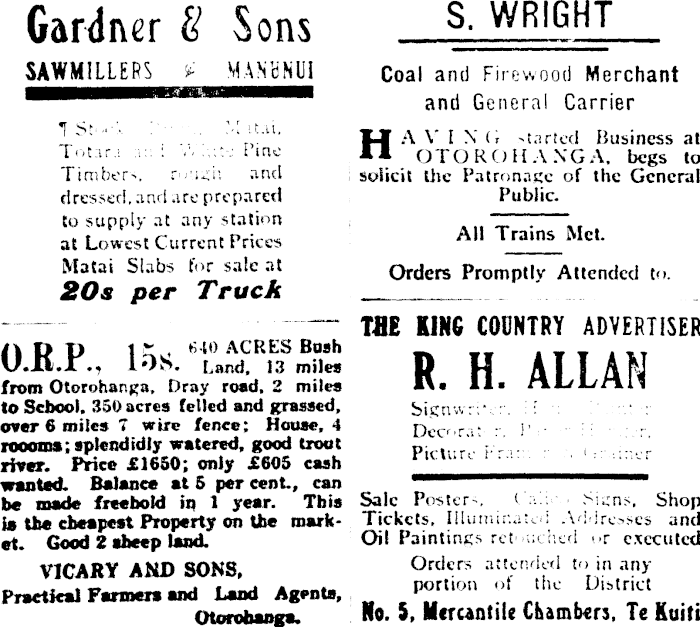 Gardner & Sons
SAWMILLERS MANUNUI
¶ Stock Matai,
Totara and White Pine
Timbers, rough and
dressed, and are prepared
to supply at any station
at Lowest Current Prices
Matai Slabs for sale at
20s per Truck
O.R.P., 15s. 640 ACRES Bush
Land, 13 miles
from Otorohanga, Dray road, 2 miles
to School, 350 acres felled and grassed,
over 6 miles 7 wire fence; House, 4
roooms; splendidly watered, good trout
river. Price £1650; only £605 cash
wanted. Balance at 5 per cent., can
be made freehold in 1 year. This
is the cheapest Property on the mark-
et. Good 2 sheep land.
VICARY AND SONS,
Practical Farmers and Land Agents,
Otorohanga.
S. WRIGHT
Coal and Firewood Merchant
and General Carrier
HAVING started Business at
OTOROHANGA, begs to
solicit the Patronage of the General
Public.
All Trains Met.
Orders Promptly Attended to.
THE KING COUNTRY ADVERTISER
R. H. ALLAN
Signwriter,
Decorator,
Picture
Sale Posters, Calico Signs, Shop
Tickets, Illuminated Addresses and
Oil Paintings retouched or executed
Orders attended to in any
portion of the District
No. 5, Mercantile Chambers, Te Kuiti